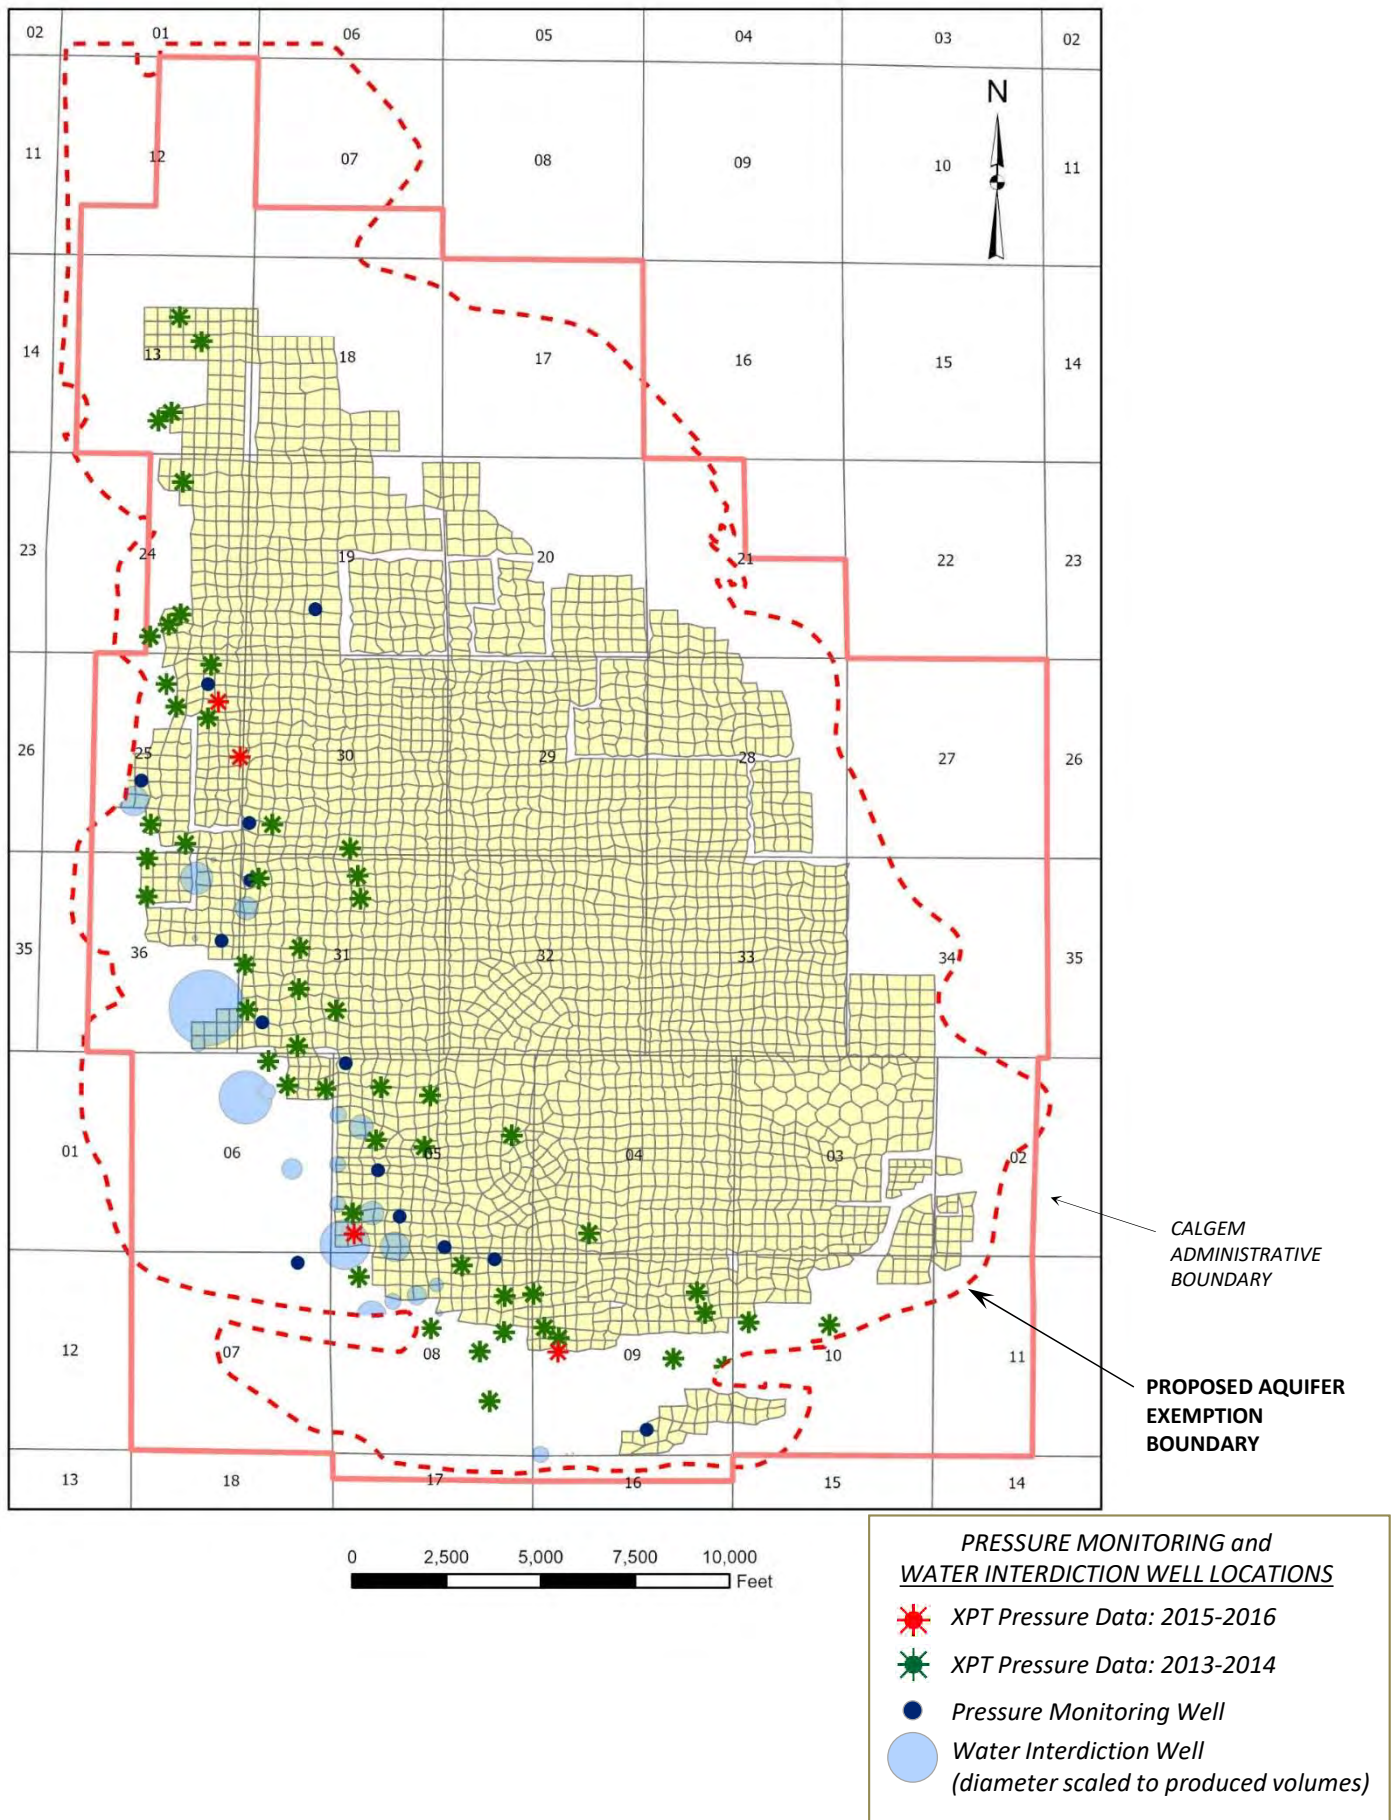 02 01 06 05 04 03 02
N
11 12 07 08 09 10 11
14 13 18 17 16 15 14
23 24 19 20 21 22 23
26 25 30 29 28 27 26
35 36 31 32 33 34 35
01 06 05 04 03 02
CALGEM
ADMINISTRATIVE
BOUNDARY
12 07 08 09 10 11
PROPOSED AQUIFER
EXEMPTION
BOUNDARY
13 18 17 16 15 14
0 2,500 5,000 7,500 10,000
Feet
PRESSURE MONITORING and
WATER INTERDICTION WELL LOCATIONS
XPT Pressure Data: 2015-2016
XPT Pressure Data: 2013-2014
Pressure Monitoring Well
Water Interdiction Well
(diameter scaled to produced volumes)